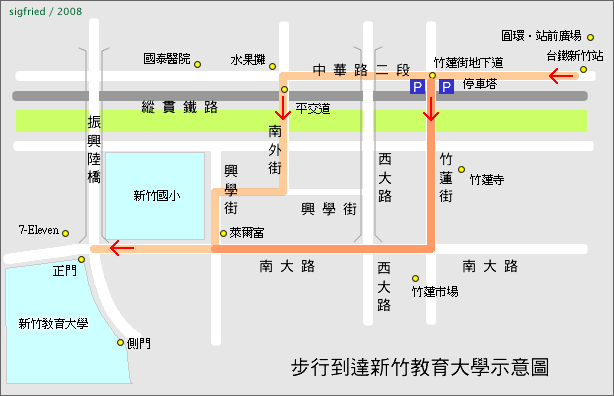 sigfried / 2008
圓環・站前廣場
國泰醫院
水果攤
竹蓮街地下道
台鐵新竹站
中華路二段
P
P
停車塔
縱貫鐵路
平交道
振興陸橋
南外街
興學街
西大路
竹蓮街
竹蓮寺
新竹國小
興學街
7-Eleven
萊爾富
正門
南大路
西大路
南大路
竹蓮市場
新竹教育大學
側門
步行到達新竹教育大學示意圖